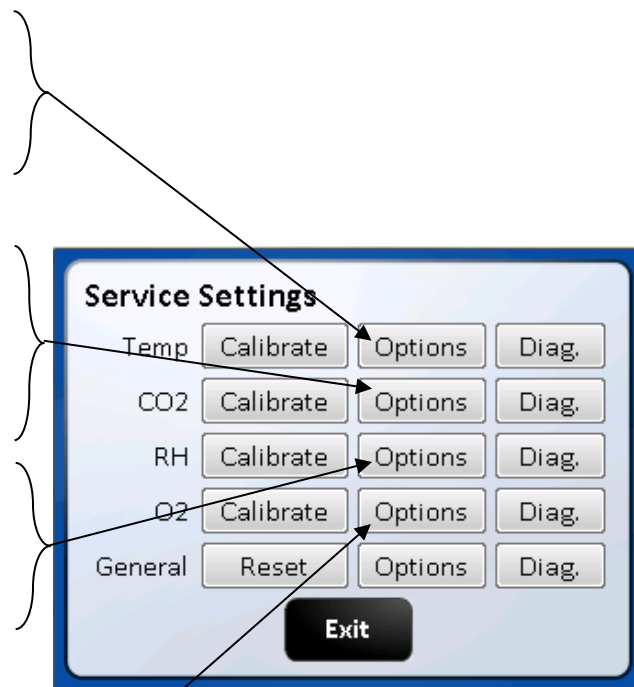 Service Settings
Temp Calibrate Options Diag.
CO2 Calibrate Options Diag.
RH Calibrate Options Diag.
O2 Calibrate Options Diag.
General Reset Options Diag.
Exit